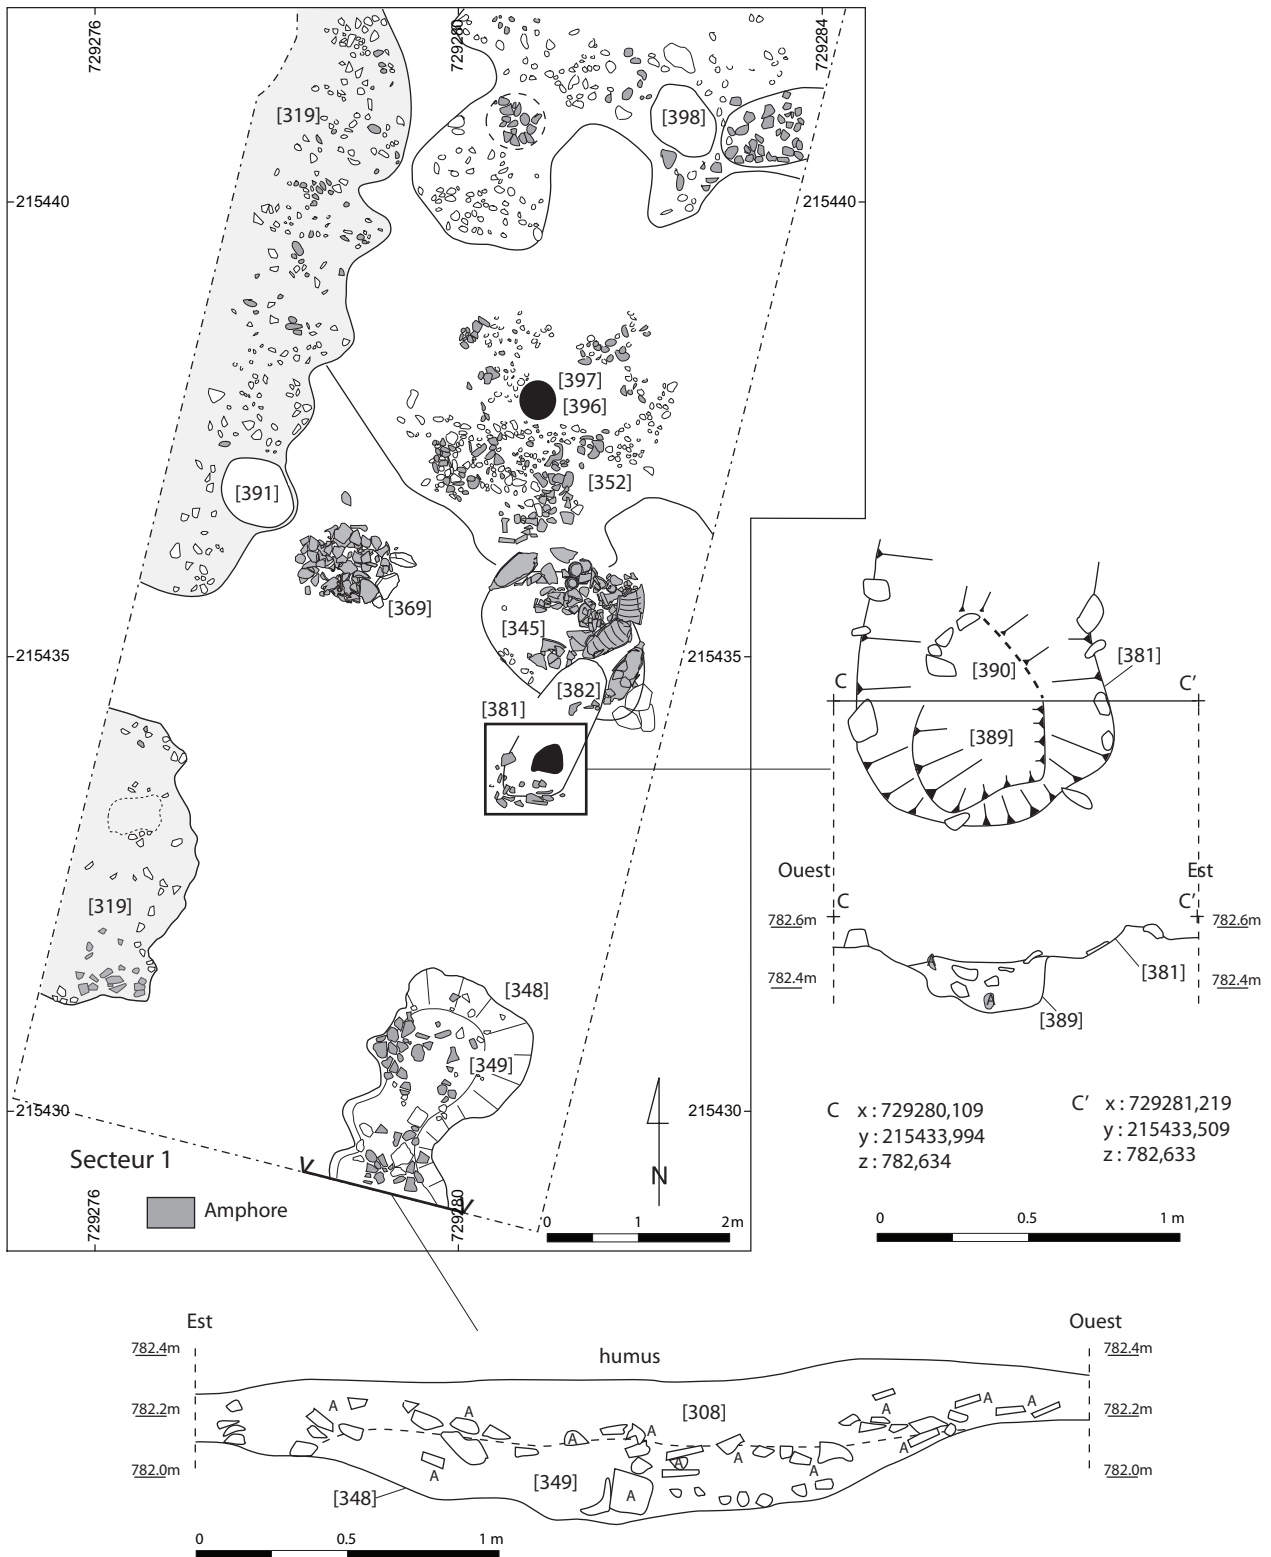 729276
729280
729284
[319]
[398]
215440
215440
[397]
[396]
[391]
[352]
[369]
[345]
215435
215435
[382]
[381]
[381]
[390]
C
C'
[389]
Ouest
Est
C
C'
782.6m
782.6m
[319]
[381]
782.4m
782.4m
A
A
[389]
[348]
[349]
215430
215430
C x : 729280,109
y : 215433,994
z : 782,634
C' x : 729281,219
y : 215433,509
z : 782,633
Secteur 1
V
V
N
729276
729280
Amphore
0 1 2m
0 0.5 1 m
Est
Ouest
782.4m
782.4m
humus
782.2m
782.2m
A
A
A
A
[308]
A
A
A
A
782.0m
782.0m
A
A
A
A
A
[349]
A
[348]
0 0.5 1 m